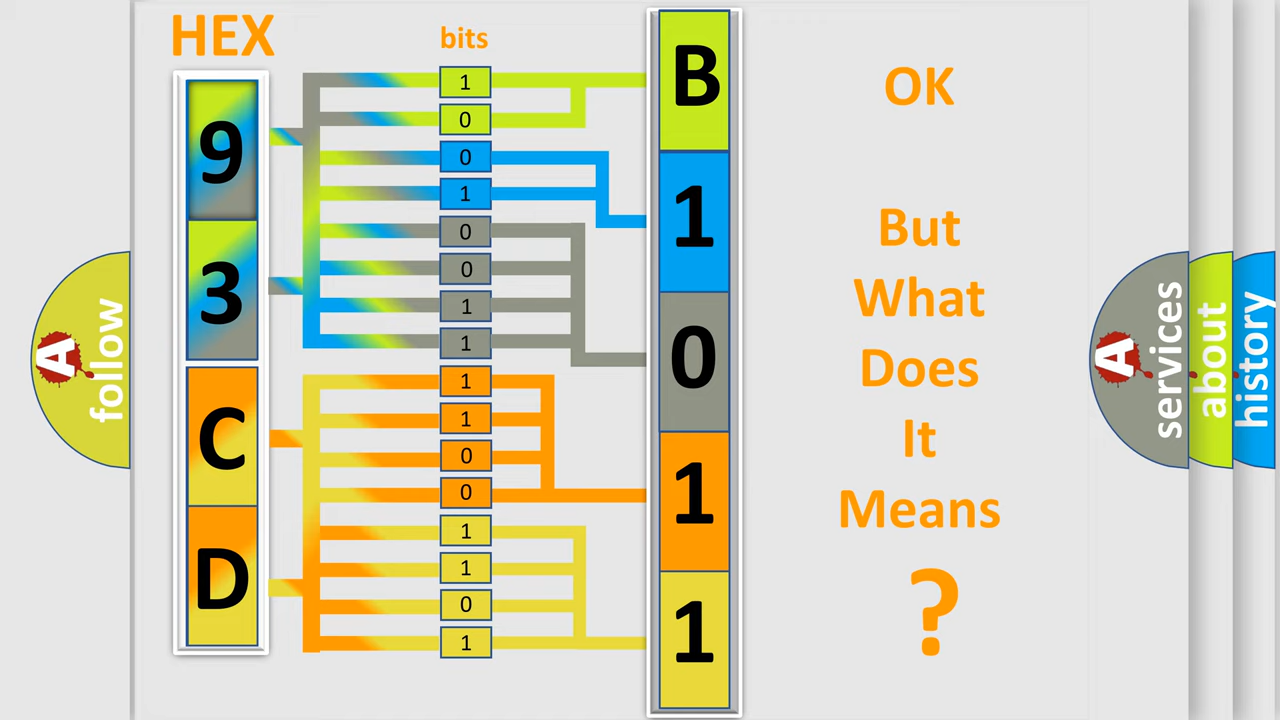 HEX
bits
9
3
C
D
1
0
0
1
0
0
1
1
1
1
0
0
1
1
0
1
B
1
0
1
1
OK
But
What
Does
It
Means
?
A
follow
A
services
about
history